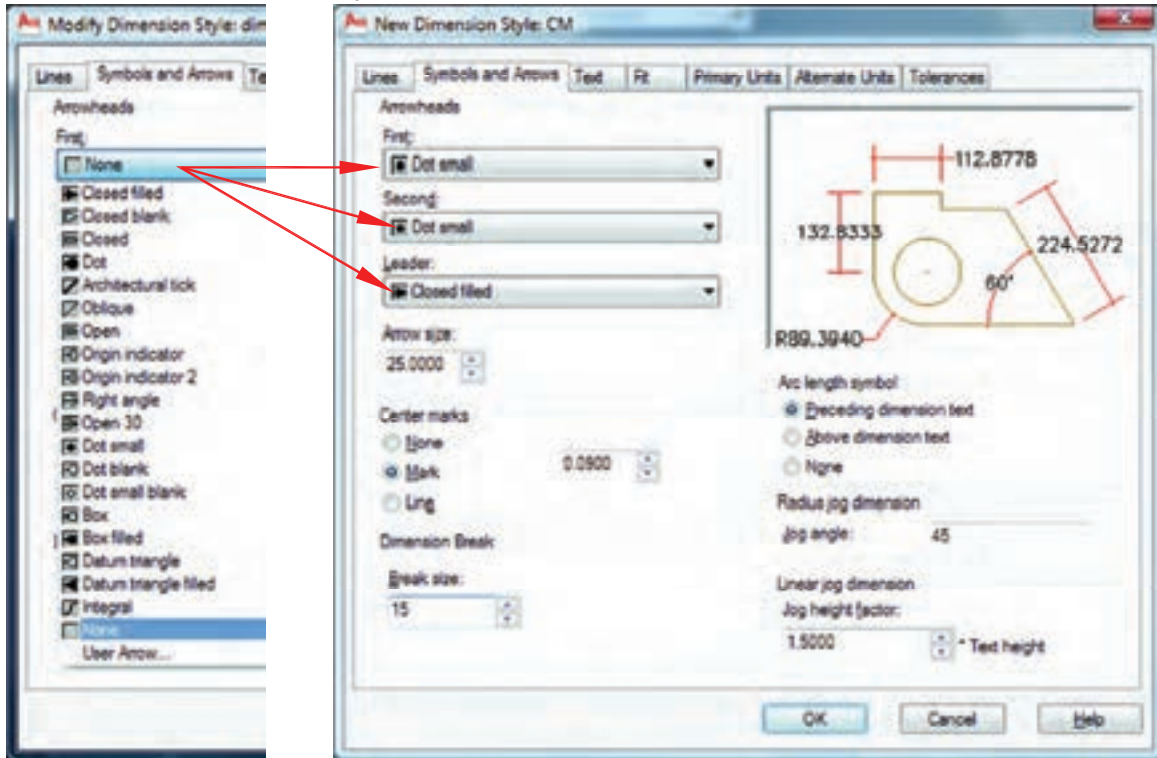 Modify Dimension Style: dim
Lines Symbols and Arrows Te
Arrowheads
First:
None
Closed filled
Closed blank
Closed
Dot
Architectural tick
Oblique
Open
Origin indicator
Origin indicator 2
Right angle
Open 30
Dot small
Dot blank
Dot small blank
Box
Box filled
Datum triangle
Datum triangle filled
Integral
None
User Arrow...
New Dimension Style: CM
Lines Symbols and Arrows Text Fit Primary Units Alternate Units Tolerances
Arrowheads
First:
Dot small
Second:
Dot small
Leader:
Closed filled
Arrow size:
25.0000
Center marks
None
Mark 0.0900
Line
Dimension Break
Break size:
15
112.8778
132.8333
224.5272
60°
R89.3940
Arc length symbol
Preceding dimension text
Above dimension text
None
Radius jog dimension
Jog angle: 45
Linear jog dimension
Jog height factor:
1.5000 * Text height
OK Cancel Help